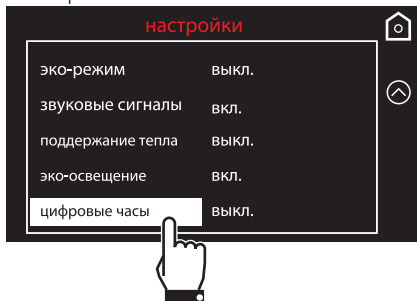 настройки
эко-режим выкл.
звуковые сигналы вкл.
поддержание тепла выкл.
эко-освещение вкл.
цифровые часы выкл.